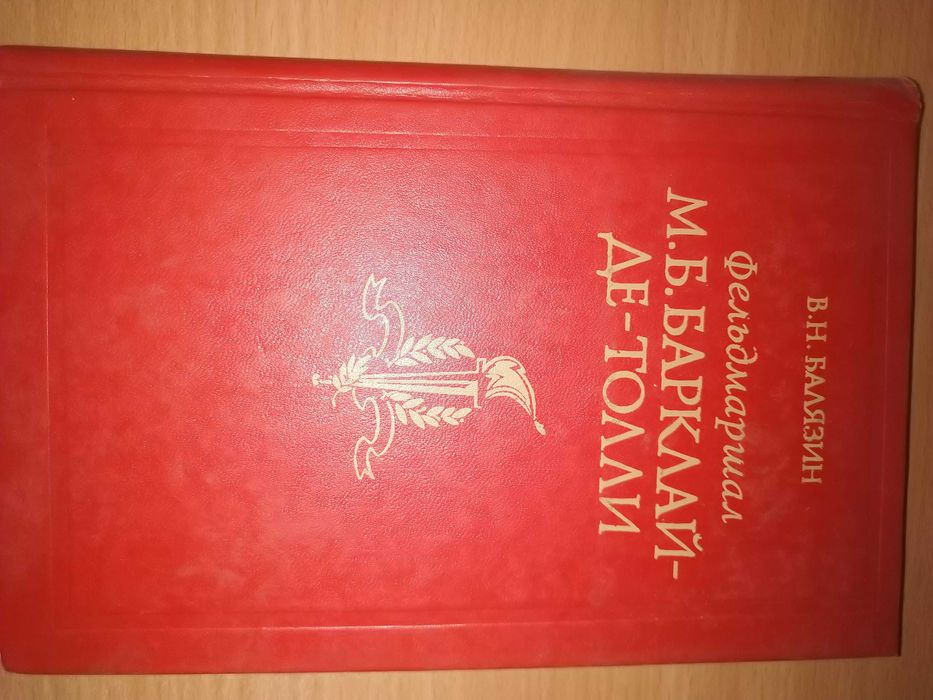 В.Н. БАЛЯЗИН
Фельдмаршал
М.Б.БАРКЛАЙ-
ДЕ-ТОЛЛИ